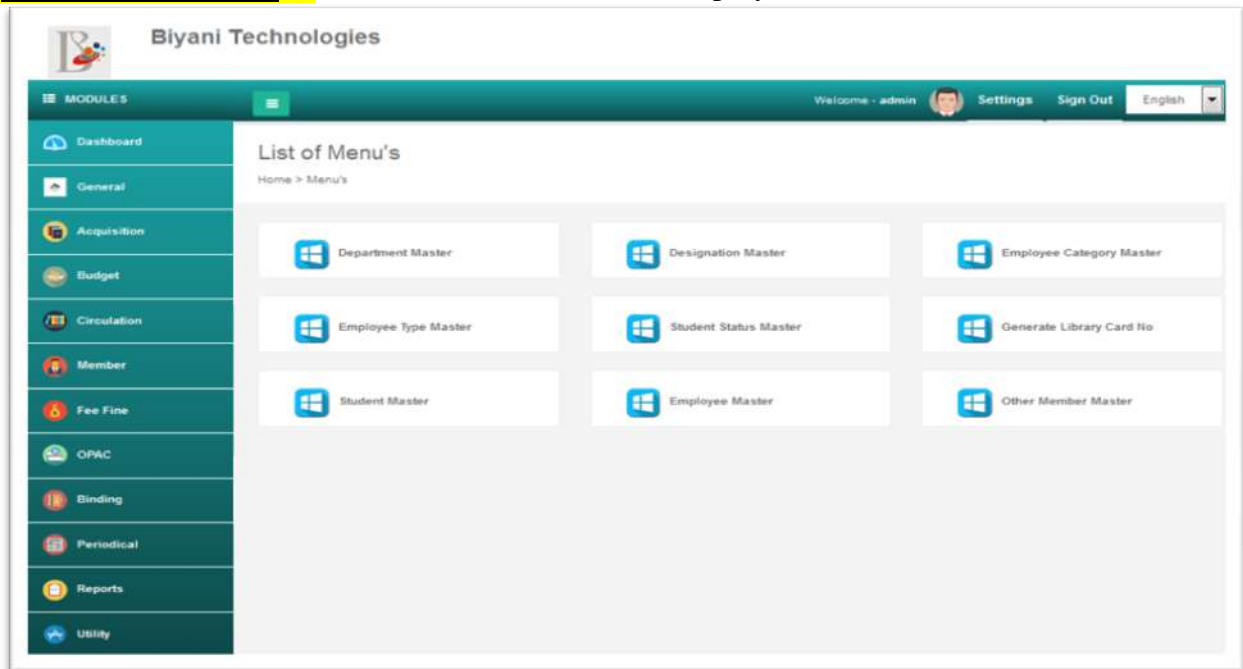 Biyani Technologies
MODULES
Welcome - admin Settings Sign Out English
Dashboard
General
Acquisition
Budget
Circulation
Member
Fee Fine
OPAC
Binding
Periodical
Reports
Utility
List of Menu's
Home > Menu's
Department Master Designation Master Employee Category Master
Employee Type Master Student Status Master Generate Library Card No
Student Master Employee Master Other Member Master